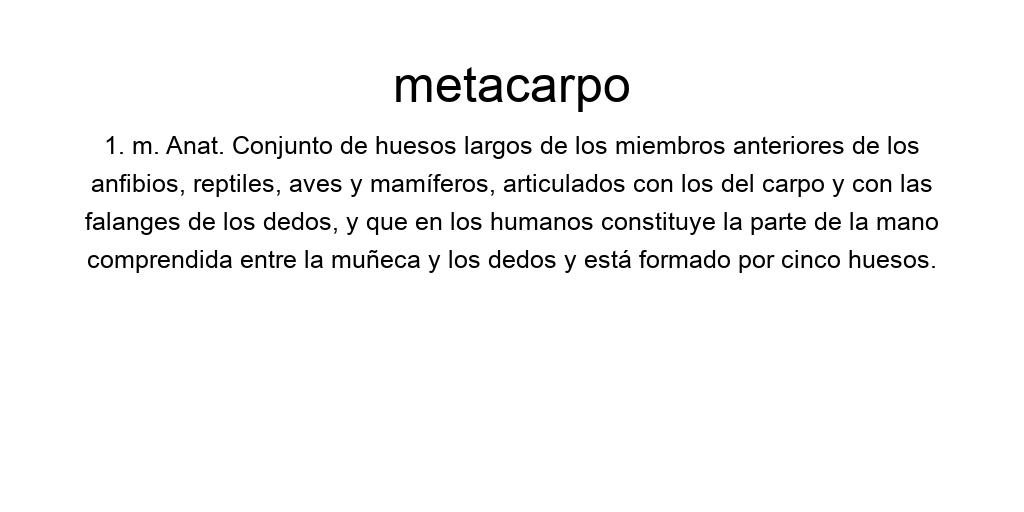 metacarpo
1. m. Anat. Conjunto de huesos largos de los miembros anteriores de los
anfibios, reptiles, aves y mamíferos, articulados con los del carpo y con las
falanges de los dedos, y que en los humanos constituye la parte de la mano
comprendida entre la muñeca y los dedos y está formado por cinco huesos.